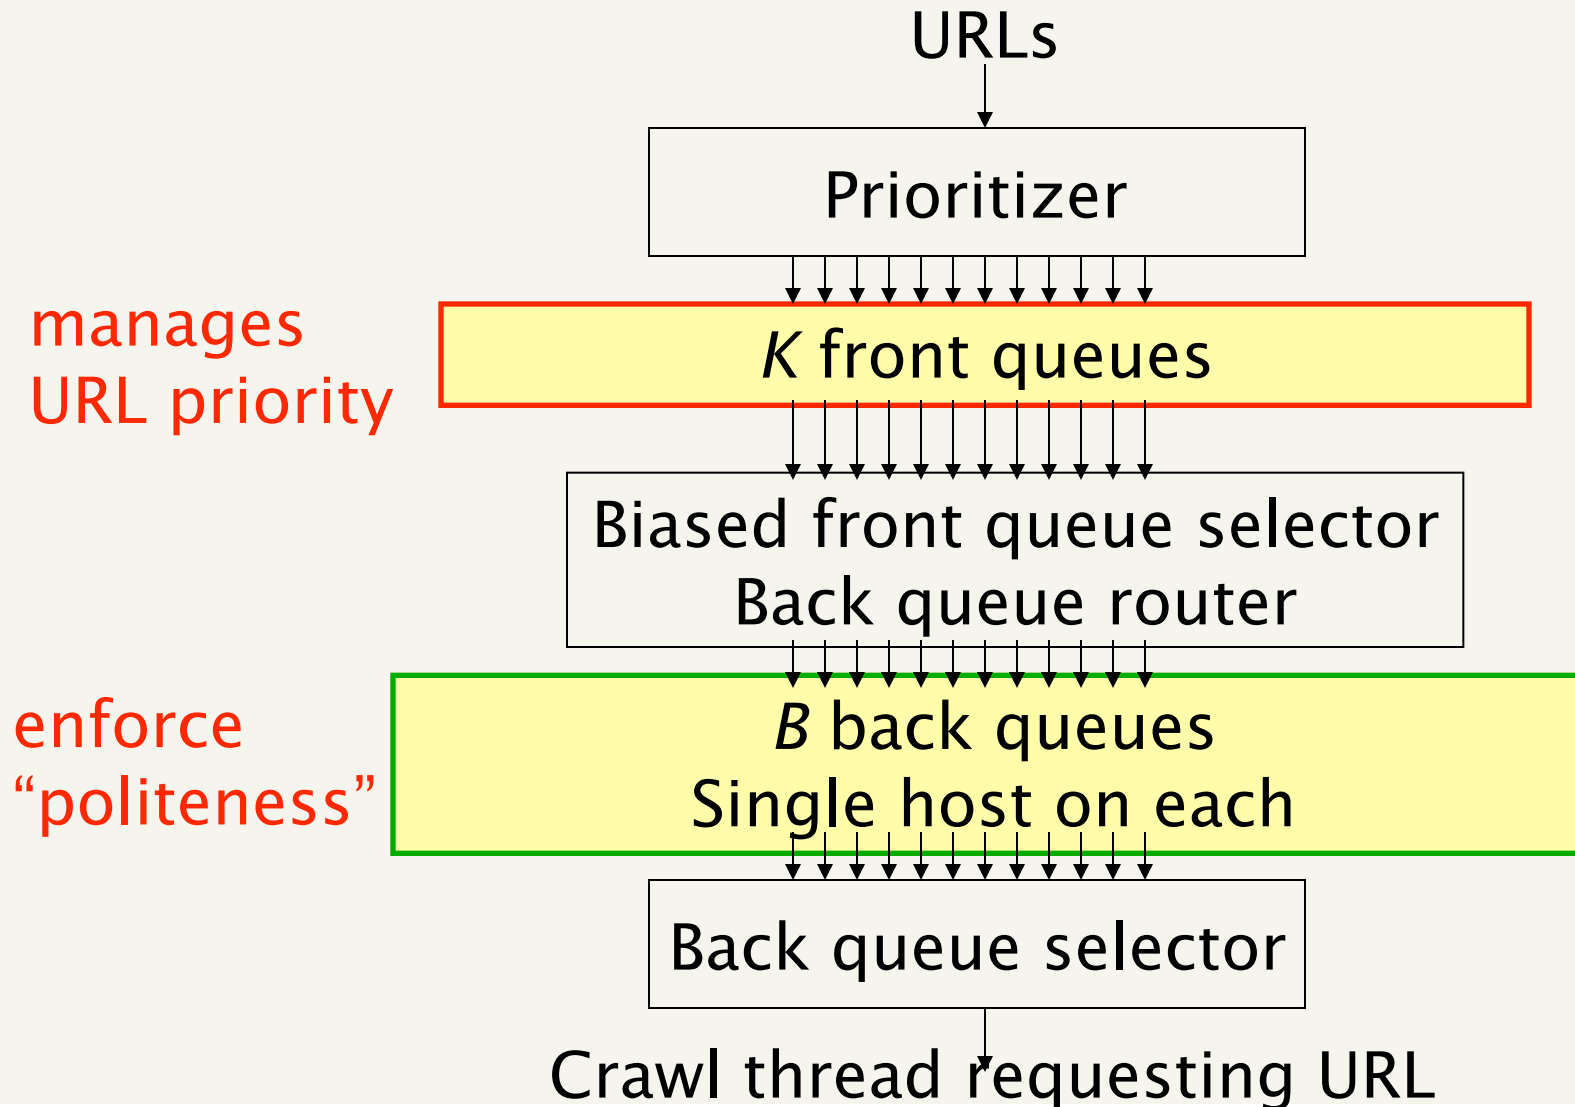 URLs
Prioritizer
manages
URL priority
K front queues
Biased front queue selector
Back queue router
enforce
“politeness”
B back queues
Single host on each
Back queue selector
Crawl thread requesting URL